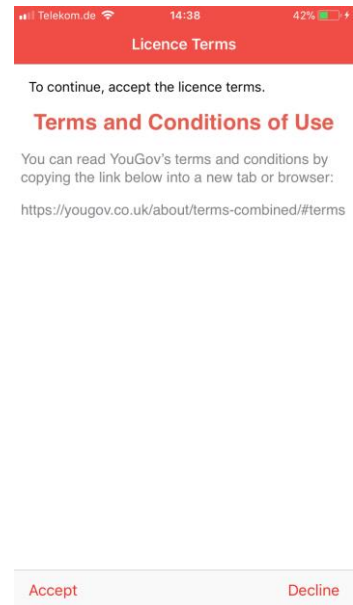 Telekom.de 14:38 42%
Licence Terms
To continue, accept the licence terms.
Terms and Conditions of Use
You can read YouGov's terms and conditions by
copying the link below into a new tab or browser:
https://yougov.co.uk/about/terms-combined/#terms
Accept Decline